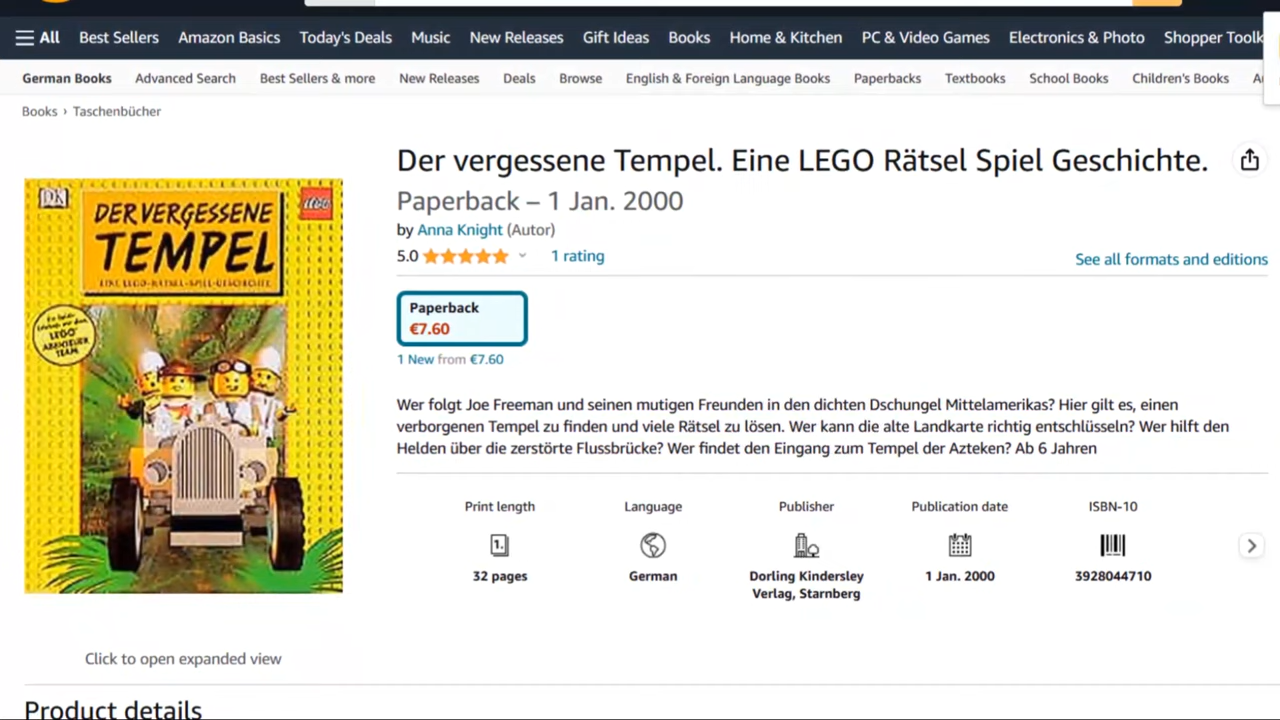 All Best Sellers Amazon Basics Today's Deals Music New Releases Gift Ideas Books Home & Kitchen PC & Video Games Electronics & Photo Shopper Toolk
German Books Advanced Search Best Sellers & more New Releases Deals Browse English & Foreign Language Books Paperbacks Textbooks School Books Children's Books
Books › Taschenbücher
DK
DER VERGESSENE
TEMPEL
EINE LEGO-RÄTSEL-SPIEL-GESCHICHTE
LEGO
LEGO
ABENTEUER
TEAM
Click to open expanded view
Der vergessene Tempel. Eine LEGO Rätsel Spiel Geschichte.
Paperback – 1 Jan. 2000
by Anna Knight (Autor)
5.0 1 rating
See all formats and editions
Paperback
€7.60
1 New from €7.60
Wer folgt Joe Freeman und seinen mutigen Freunden in den dichten Dschungel Mittelamerikas? Hier gilt es, einen
verborgenen Tempel zu finden und viele Rätsel zu lösen. Wer kann die alte Landkarte richtig entschlüsseln? Wer hilft den
Helden über die zerstörte Flussbrücke? Wer findet den Eingang zum Tempel der Azteken? Ab 6 Jahren
Print length Language Publisher Publication date ISBN-10
1.
32 pages German Dorling Kindersley 1 Jan. 2000 3928044710
Verlag, Starnberg
Product details